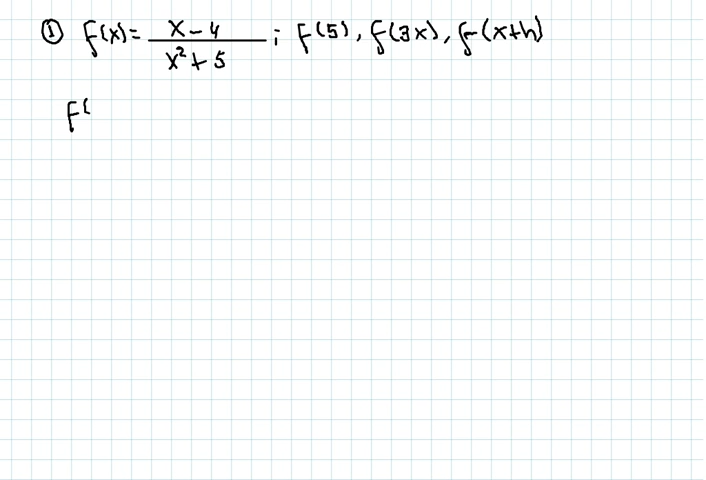 ① f(x) = x - 4 / x² + 5 ; f(5), f(3x), f(x+h)
f(